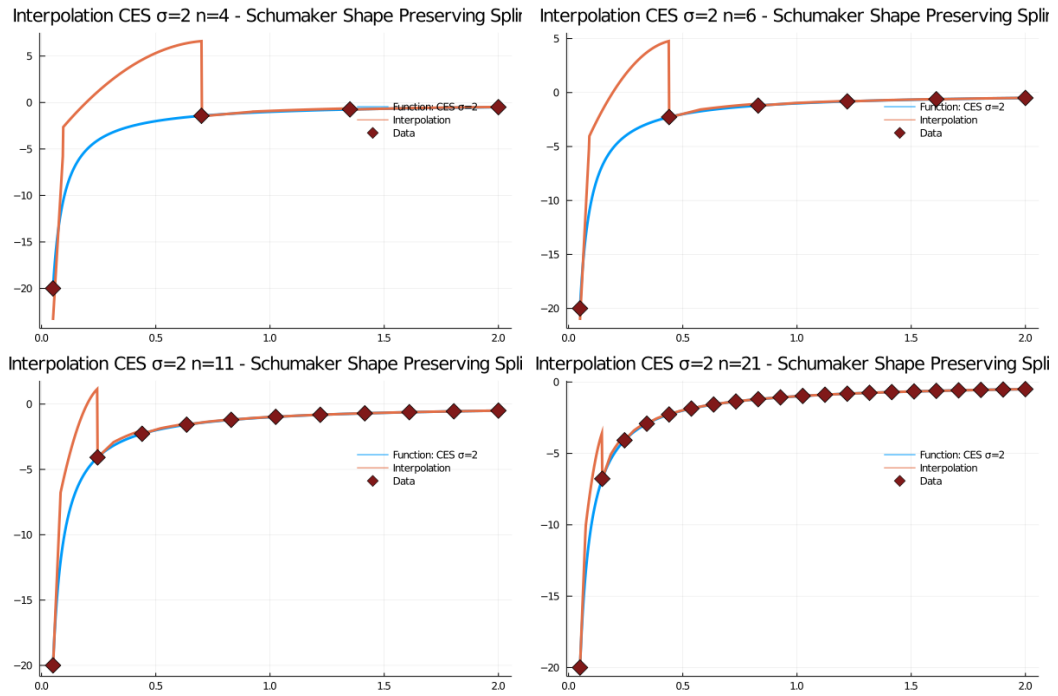 Interpolation CES σ=2 n=4 - Schumaker Shape Preserving Splin
5
0
−5
−10
−15
−20
0.0 0.5 1.0 1.5 2.0
Function: CES σ=2
Interpolation
Data
Interpolation CES σ=2 n=6 - Schumaker Shape Preserving Splin
5
0
−5
−10
−15
−20
0.0 0.5 1.0 1.5 2.0
Function: CES σ=2
Interpolation
Data
Interpolation CES σ=2 n=11 - Schumaker Shape Preserving Spli
0
−5
−10
−15
−20
0.0 0.5 1.0 1.5 2.0
Function: CES σ=2
Interpolation
Data
Interpolation CES σ=2 n=21 - Schumaker Shape Preserving Spli
0
−5
−10
−15
−20
0.0 0.5 1.0 1.5 2.0
Function: CES σ=2
Interpolation
Data